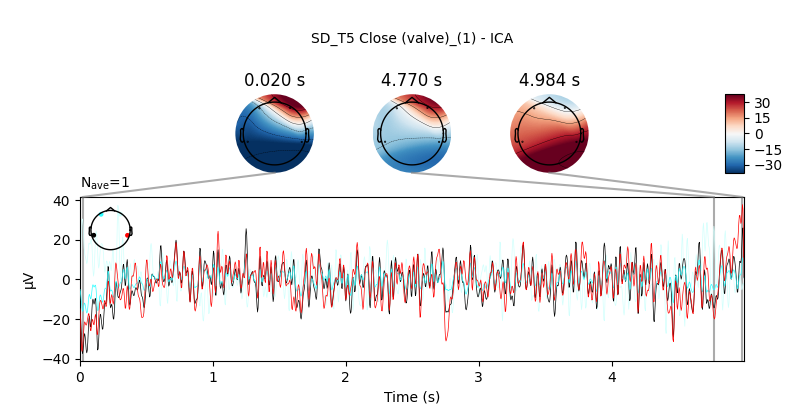 SD_T5 Close (valve)_(1) - ICA
0.020 s 4.770 s 4.984 s
30
15
0
−15
−30
Nave=1
40
20
0
−20
−40
µV
0 1 2 3 4
Time (s)